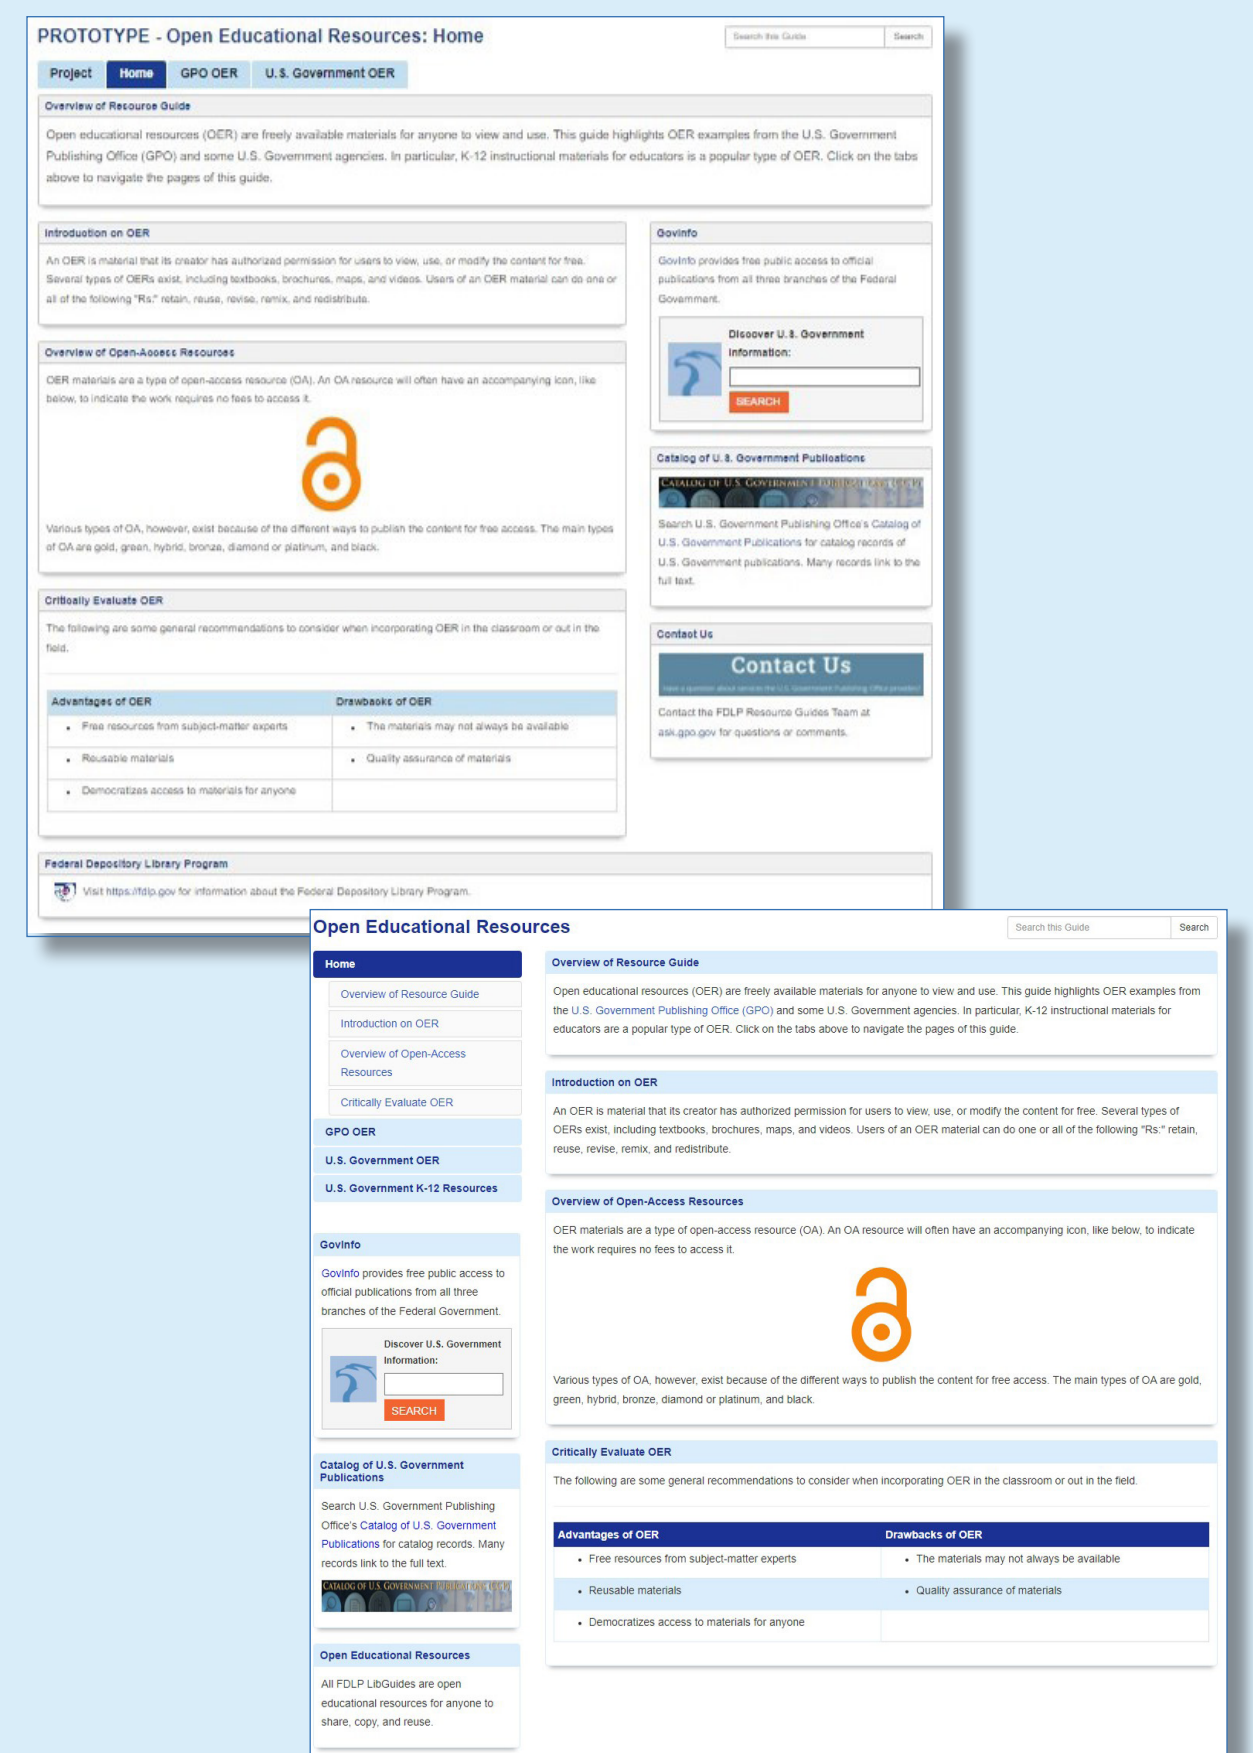 PROTOTYPE - Open Educational Resources: Home
Search this Guide
Search
Project
Home
GPO OER
U.S. Government OER
Overview of Resource Guide
Open educational resources (OER) are freely available materials for anyone to view and use. This guide highlights OER examples from the U.S. Government
Publishing Office (GPO) and some U.S. Government agencies. In particular, K-12 instructional materials for educators is a popular type of OER. Click on the tabs
above to navigate the pages of this guide.
Introduction on OER
An OER is material that its creator has authorized permission for users to view, use, or modify the content for free.
Several types of OERs exist, including textbooks, brochures, maps, and videos. Users of an OER material can do one or
all of the following "Rs:" retain, reuse, revise, remix, and redistribute.
Overview of Open-Access Resources
OER materials are a type of open-access resource (OA). An OA resource will often have an accompanying icon, like
below, to indicate the work requires no fees to access it.
Various types of OA, however, exist because of the different ways to publish the content for free access. The main types
of OA are gold, green, hybrid, bronze, diamond or platinum, and black.
Critically Evaluate OER
The following are some general recommendations to consider when incorporating OER in the classroom or out in the
field.
Advantages of OER
Drawbacks of OER
• Free resources from subject-matter experts
• The materials may not always be available
• Reusable materials
• Quality assurance of materials
• Democratizes access to materials for anyone
GovInfo
GovInfo provides free public access to official
publications from all three branches of the Federal
Government.
Discover U.S. Government
Information:
SEARCH
Catalog of U.S. Government Publications
CATALOG OF U.S. GOVERNMENT PUBLICATIONS (CGP)
Search U.S. Government Publishing Office's Catalog of
U.S. Government Publications for catalog records of
U.S. Government publications. Many records link to the
full text.
Contact Us
Contact Us
Have a question about services the U.S. Government Publishing Office provides?
Contact the FDLP Resource Guides Team at
ask.gpo.gov for questions or comments.
Federal Depository Library Program
Visit https://fdlp.gov for information about the Federal Depository Library Program.
Open Educational Resources
Search this Guide
Search
Home
Overview of Resource Guide
Introduction on OER
Overview of Open-Access
Resources
Critically Evaluate OER
GPO OER
U.S. Government OER
U.S. Government K-12 Resources
GovInfo
GovInfo provides free public access to
official publications from all three
branches of the Federal Government.
Discover U.S. Government
Information:
SEARCH
Catalog of U.S. Government
Publications
Search U.S. Government Publishing
Office's Catalog of U.S. Government
Publications for catalog records. Many
records link to the full text.
CATALOG OF U.S. GOVERNMENT PUBLICATIONS (CGP)
Open Educational Resources
All FDLP LibGuides are open
educational resources for anyone to
share, copy, and reuse.
Overview of Resource Guide
Open educational resources (OER) are freely available materials for anyone to view and use. This guide highlights OER examples from
the U.S. Government Publishing Office (GPO) and some U.S. Government agencies. In particular, K-12 instructional materials for
educators are a popular type of OER. Click on the tabs above to navigate the pages of this guide.
Introduction on OER
An OER is material that its creator has authorized permission for users to view, use, or modify the content for free. Several types of
OERs exist, including textbooks, brochures, maps, and videos. Users of an OER material can do one or all of the following "Rs:" retain,
reuse, revise, remix, and redistribute.
Overview of Open-Access Resources
OER materials are a type of open-access resource (OA). An OA resource will often have an accompanying icon, like below, to indicate
the work requires no fees to access it.
Various types of OA, however, exist because of the different ways to publish the content for free access. The main types of OA are gold,
green, hybrid, bronze, diamond or platinum, and black.
Critically Evaluate OER
The following are some general recommendations to consider when incorporating OER in the classroom or out in the field.
Advantages of OER
Drawbacks of OER
• Free resources from subject-matter experts
• The materials may not always be available
• Reusable materials
• Quality assurance of materials
• Democratizes access to materials for anyone